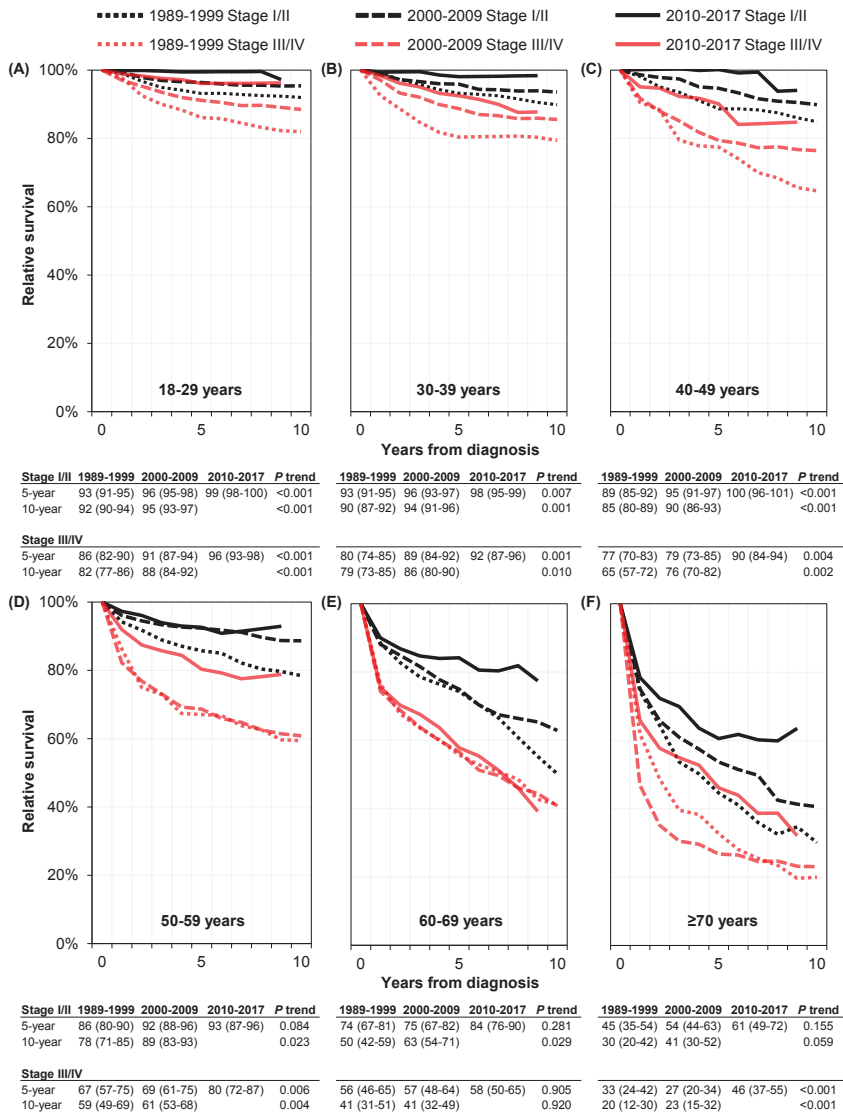 1989-1999 Stage I/II 2000-2009 Stage I/II 2010-2017 Stage I/II
1989-1999 Stage III/IV 2000-2009 Stage III/IV 2010-2017 Stage III/IV
(A) (B) (C)
100%
80%
60%
40%
20%
0%
Relative survival
18-29 years 30-39 years 40-49 years
0 5 10 0 5 10 0 5 10
Years from diagnosis
Stage I/II 1989-1999 2000-2009 2010-2017 P trend 1989-1999 2000-2009 2010-2017 P trend 1989-1999 2000-2009 2010-2017 P trend
5-year 93 (91-95) 96 (95-98) 99 (98-100) <0.001 93 (91-95) 96 (93-97) 98 (95-99) 0.007 89 (85-92) 95 (91-97) 100 (96-101) <0.001
10-year 92 (90-94) 95 (93-97) <0.001 90 (87-92) 94 (91-96) 0.001 85 (80-89) 90 (86-93) <0.001
Stage III/IV
5-year 86 (82-90) 91 (87-94) 96 (93-98) <0.001 80 (74-85) 89 (84-92) 92 (87-96) 0.001 77 (70-83) 79 (73-85) 90 (84-94) 0.004
10-year 82 (77-86) 88 (84-92) <0.001 79 (73-85) 86 (80-90) 0.010 65 (57-72) 76 (70-82) 0.002
(D) (E) (F)
100%
80%
60%
40%
20%
0%
Relative survival
50-59 years 60-69 years ≥70 years
0 5 10 0 5 10 0 5 10
Years from diagnosis
Stage I/II 1989-1999 2000-2009 2010-2017 P trend 1989-1999 2000-2009 2010-2017 P trend 1989-1999 2000-2009 2010-2017 P trend
5-year 86 (80-90) 92 (88-96) 93 (87-96) 0.084 74 (67-81) 75 (67-82) 84 (76-90) 0.281 45 (35-54) 54 (44-63) 61 (49-72) 0.155
10-year 78 (71-85) 89 (83-93) 0.023 50 (42-59) 63 (54-71) 0.029 30 (20-42) 41 (30-52) 0.059
Stage III/IV
5-year 67 (57-75) 69 (61-75) 80 (72-87) 0.006 56 (46-65) 57 (48-64) 58 (50-65) 0.905 33 (24-42) 27 (20-34) 46 (37-55) <0.001
10-year 59 (49-69) 61 (53-68) 0.004 41 (31-51) 41 (32-49) 0.920 20 (12-30) 23 (15-32) <0.001